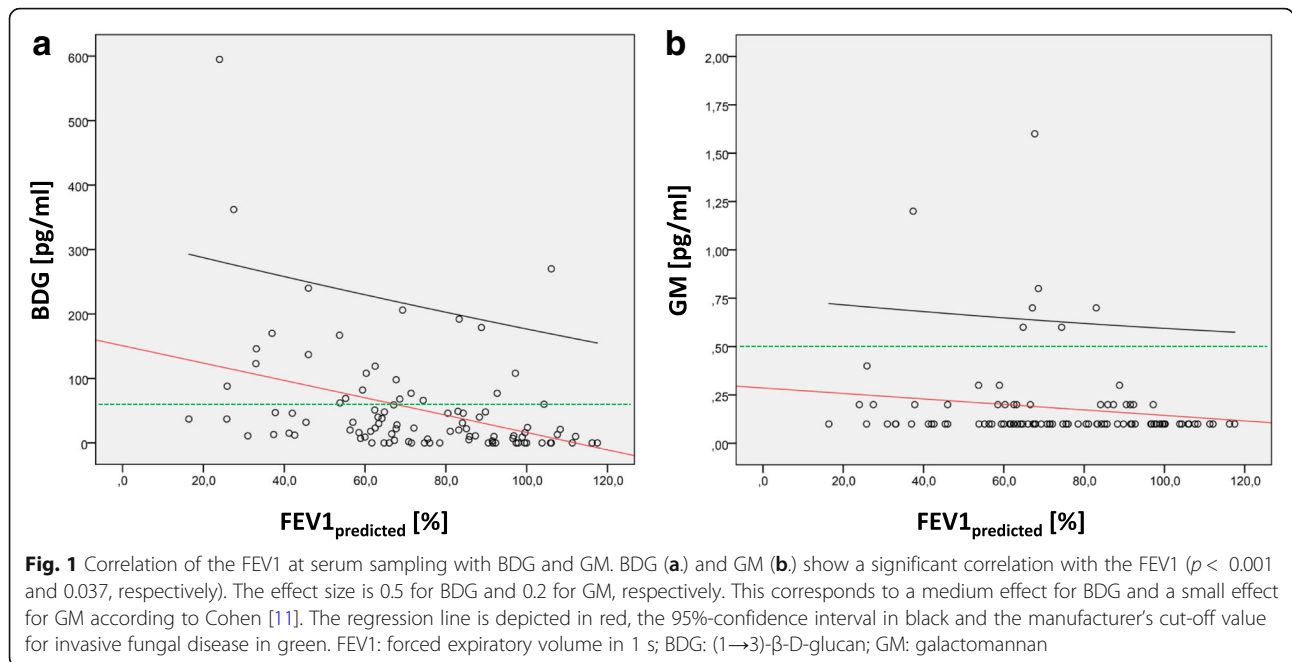 a
600
500
400
300
200
100
0
BDG [pg/ml]
,0 20,0 40,0 60,0 80,0 100,0 120,0
FEV1predicted [%]
b
2,00
1,75
1,50
1,25
1,00
,75
,50
,25
,00
GM [pg/ml]
,0 20,0 40,0 60,0 80,0 100,0 120,0
FEV1predicted [%]
Fig. 1 Correlation of the FEV1 at serum sampling with BDG and GM. BDG (a.) and GM (b.) show a significant correlation with the FEV1 (p < 0.001
and 0.037, respectively). The effect size is 0.5 for BDG and 0.2 for GM, respectively. This corresponds to a medium effect for BDG and a small effect
for GM according to Cohen [11]. The regression line is depicted in red, the 95%-confidence interval in black and the manufacturer's cut-off value
for invasive fungal disease in green. FEV1: forced expiratory volume in 1 s; BDG: (1→3)-β-D-glucan; GM: galactomannan